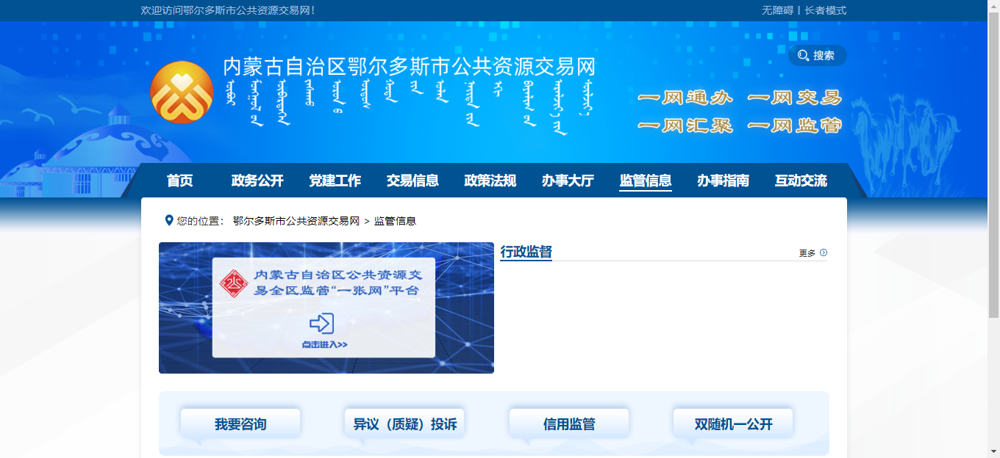 欢迎访问鄂尔多斯市公共资源交易网！
无障碍 | 长者模式
搜索
内蒙古自治区鄂尔多斯市公共资源交易网
一网通办 一网交易
一网汇聚 一网监管
首页 政务公开 党建工作 交易信息 政策法规 办事大厅 监管信息 办事指南 互动交流
您的位置： 鄂尔多斯市公共资源交易网 > 监管信息
内蒙古自治区公共资源交
易全区监管“一张网”平台
点击进入>>
行政监督
更多
我要咨询 异议（质疑）投诉 信用监管 双随机一公开